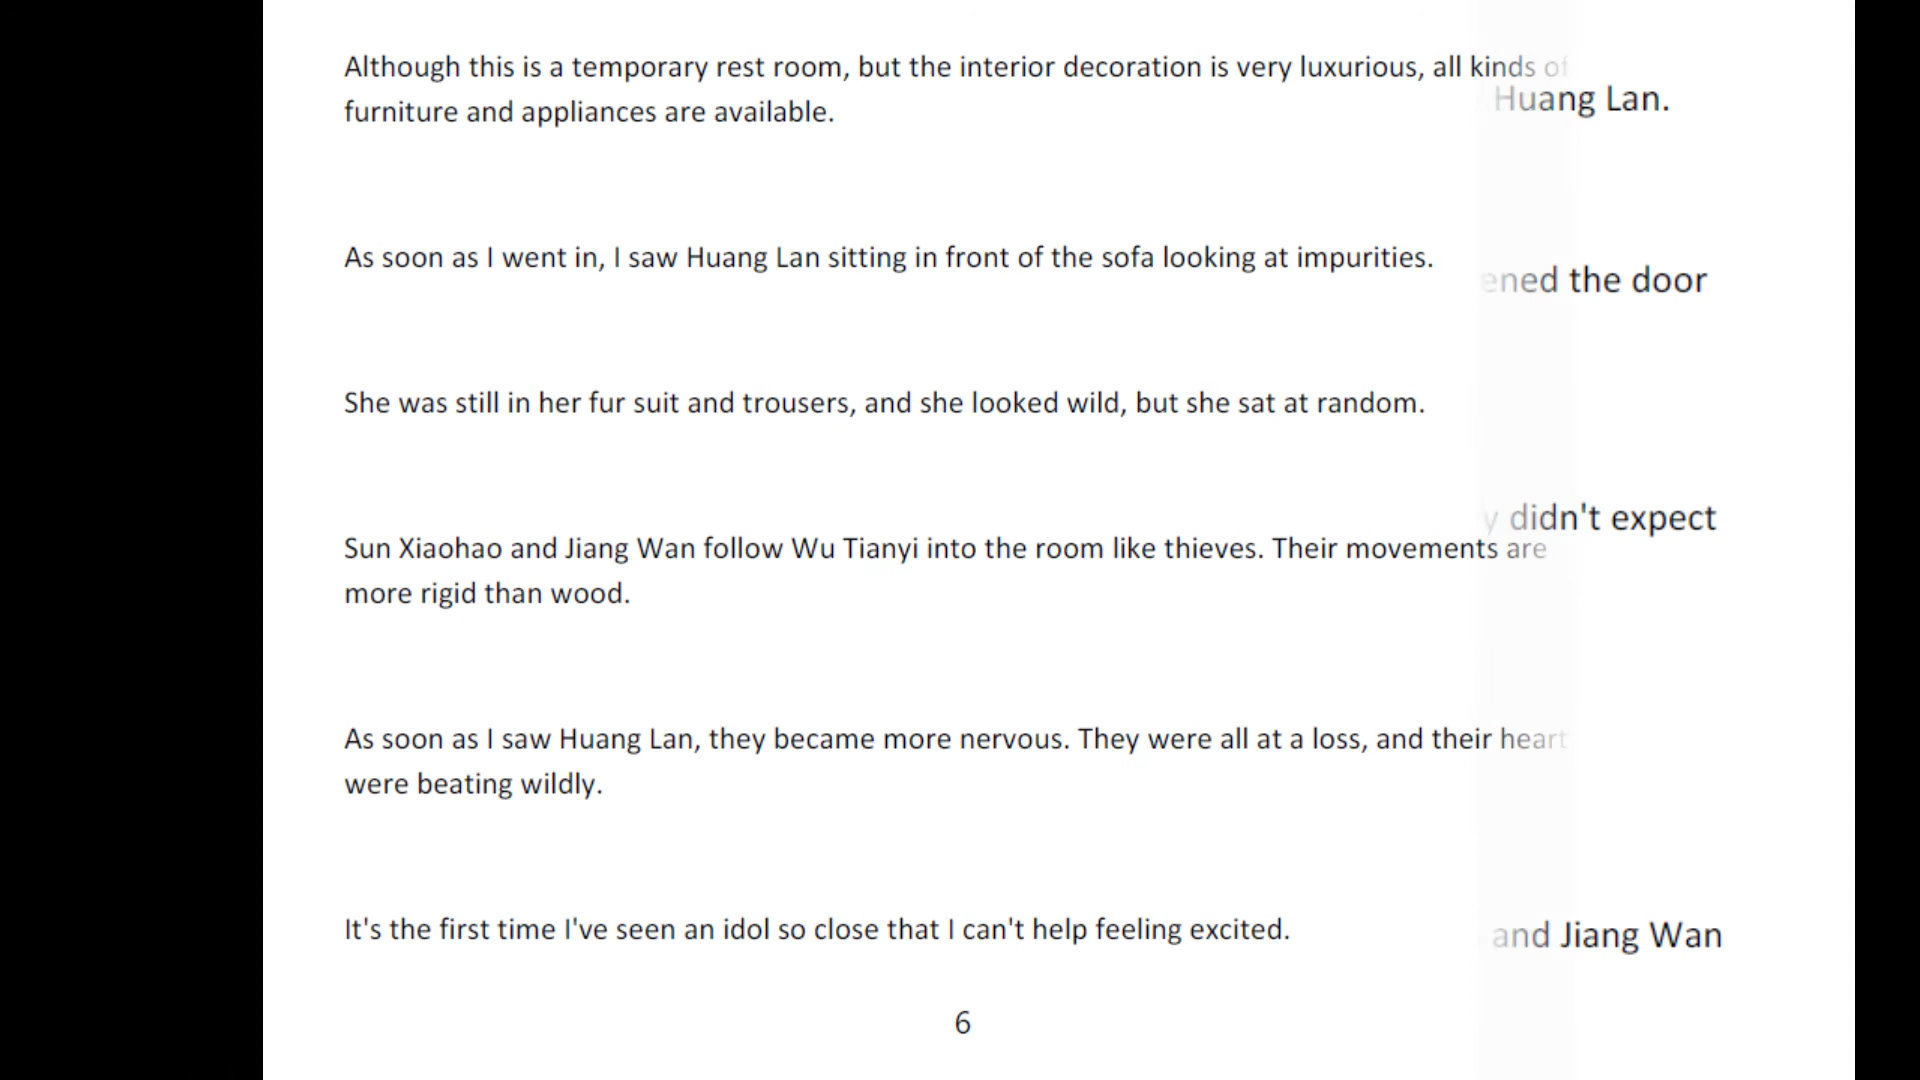 Although this is a temporary rest room, but the interior decoration is very luxurious, all kinds of
furniture and appliances are available.
As soon as I went in, I saw Huang Lan sitting in front of the sofa looking at impurities.
She was still in her fur suit and trousers, and she looked wild, but she sat at random.
Sun Xiaohao and Jiang Wan follow Wu Tianyi into the room like thieves. Their movements are
more rigid than wood.
As soon as I saw Huang Lan, they became more nervous. They were all at a loss, and their heart
were beating wildly.
It's the first time I've seen an idol so close that I can't help feeling excited.
6
Huang Lan.
ened the door
y didn't expect
and Jiang Wan